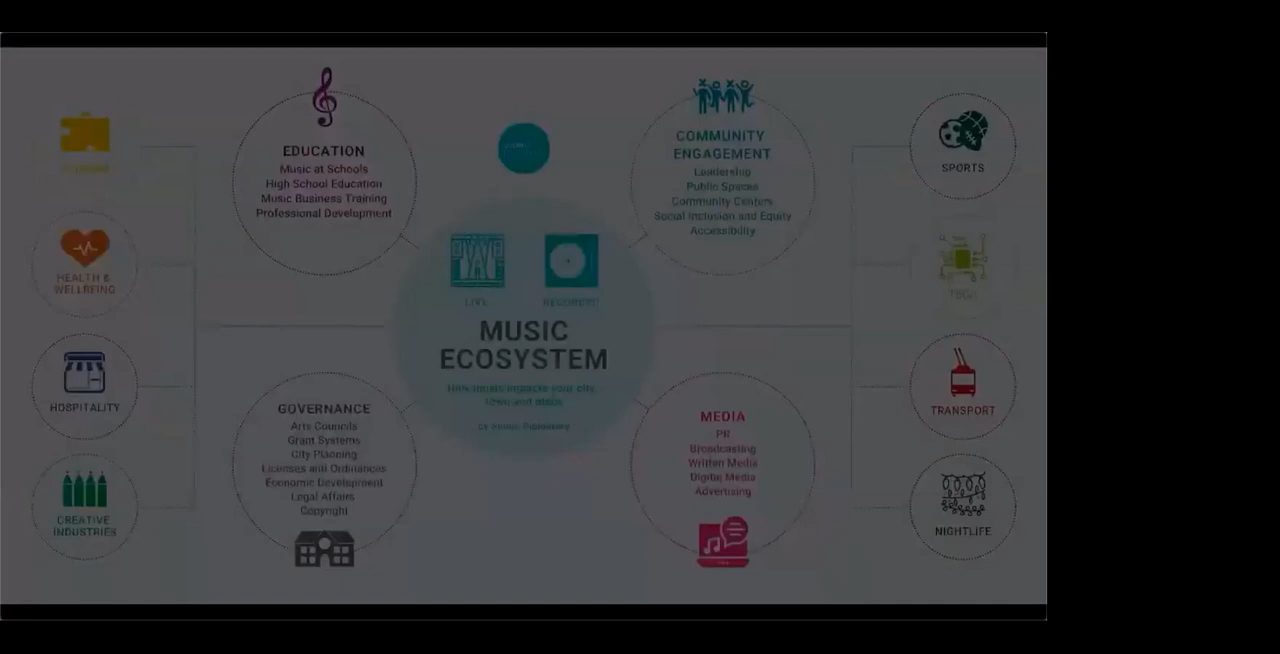 EDUCATION
Music at Schools
High School Education
Music Business Training
Professional Development
COMMUNITY
ENGAGEMENT
Leadership
Public Spaces
Community Centers
Social Inclusion and Equity
Accessibility
SPORTS
HEALTH &
WELLBEING
LIVE
RECORDED
TECH
MUSIC
ECOSYSTEM
How music impacts your city,
town and place
HOSPITALITY
GOVERNANCE
Arts Councils
Grant Systems
City Planning
Licenses and Ordinances
Economic Development
Legal Affairs
Copyright
MEDIA
PR
Broadcasting
Written Media
Digital Media
Advertising
TRANSPORT
CREATIVE
INDUSTRIES
NIGHTLIFE